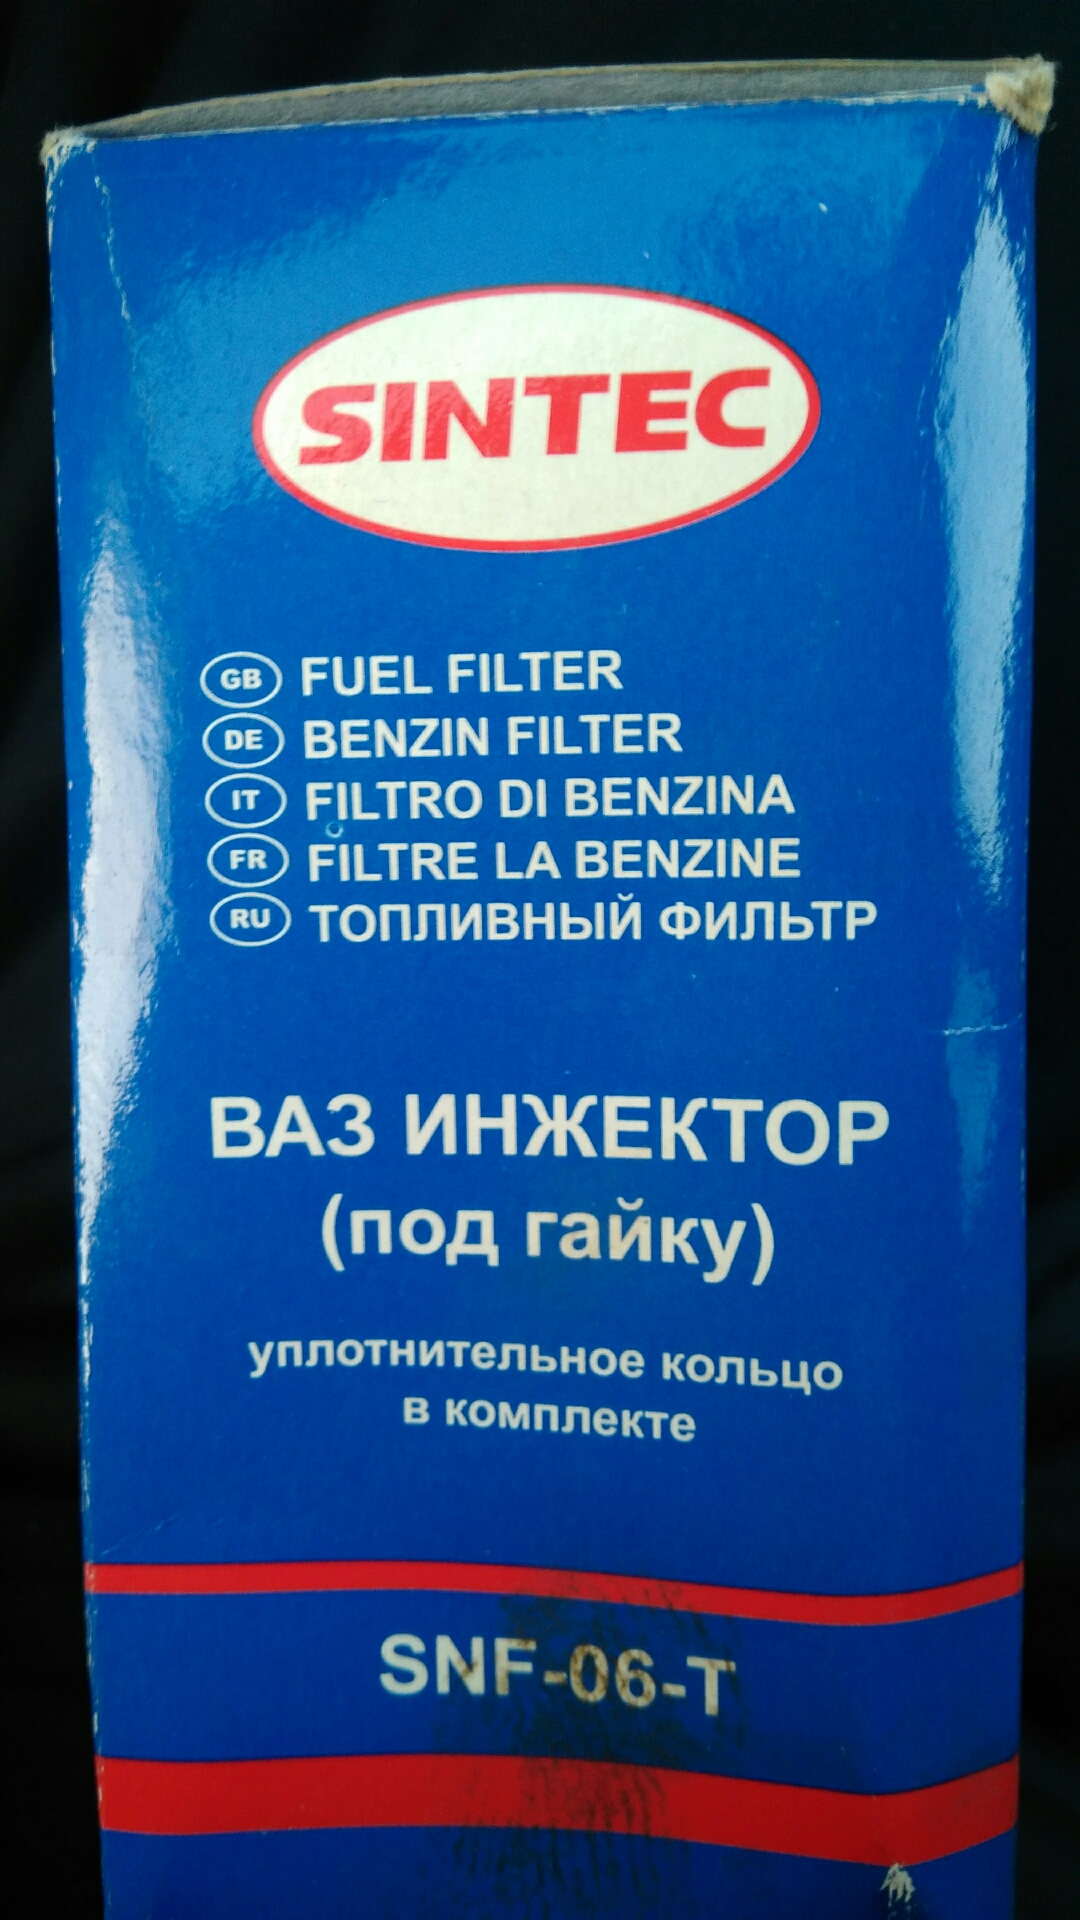 SINTEC
GB FUEL FILTER
DE BENZIN FILTER
IT FILTRO DI BENZINA
FR FILTRE LA BENZINE
RU ТОПЛИВНЫЙ ФИЛЬТР
ВАЗ ИНЖЕКТОР
(под гайку)
уплотнительное кольцо
в комплекте
SNF-06-T